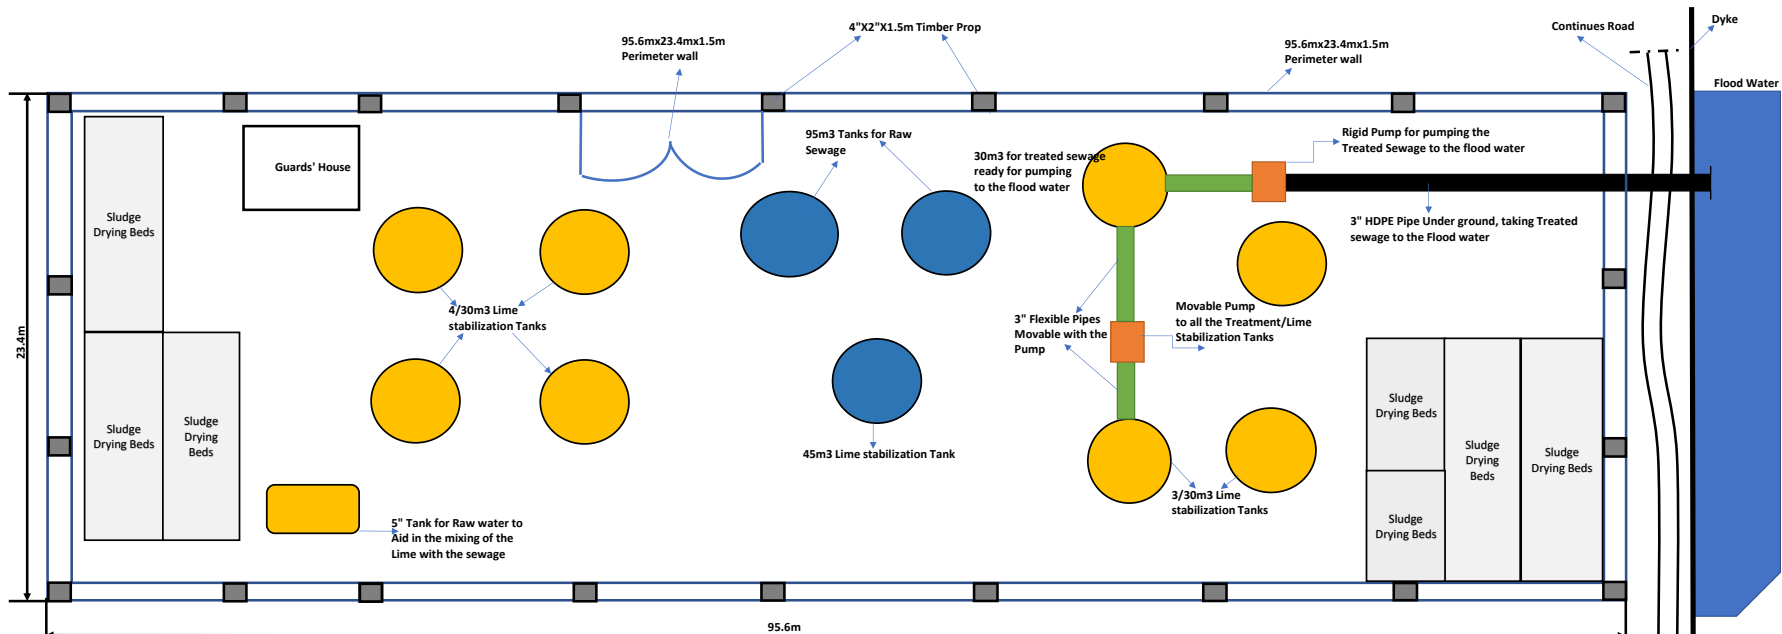 4"X2"X1.5m Timber Prop
Continues Road
Dyke
95.6mx23.4mx1.5m
Perimeter wall
95.6mx23.4mx1.5m
Perimeter wall
Flood Water
95m3 Tanks for Raw
Sewage
Rigid Pump for pumping the
Treated Sewage to the flood water
30m3 for treated sewage
ready for pumping
to the flood water
Guards' House
Sludge
Drying Beds
3" HDPE Pipe Under ground, taking Treated
sewage to the Flood water
4/30m3 Lime
stabilization Tanks
3" Flexible Pipes
Movable with the
Pump
Movable Pump
to all the Treatment/Lime
Stabilization Tanks
23.4m
Sludge
Drying Beds
Sludge
Drying
Beds
Sludge
Drying Beds
Sludge
Drying
Beds
Sludge
Drying Beds
45m3 Lime stabilization Tank
3/30m3 Lime
stabilization Tanks
5" Tank for Raw water to
Aid in the mixing of the
Lime with the sewage
Sludge
Drying Beds
95.6m